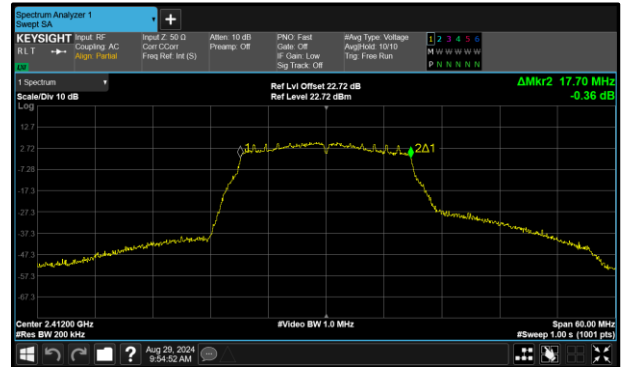 Spectrum Analyzer 1
Swept SA
+
KEYSIGHT Input: RF Input Z: 50 Ω Atten: 10 dB PNO: Fast #Avg Type: Voltage 1 2 3 4 5 6
RLT Coupling: AC Corr CCorr Preamp: Off Gate: Off Avg|Hold: 10/10 M W W W W W
Align: Partial Freq Ref: Int (S) IF Gain: Low Trig: Free Run
Sig Track: Off P N N N N N
LXI
1 Spectrum
Ref Lvl Offset 22.72 dB ΔMkr2 17.70 MHz
Scale/Div 10 dB Ref Level 22.72 dBm -0.36 dB
Log
12.7
2.72
1
2Δ1
-7.28
-17.3
-27.3
-37.3
-47.3
-57.3
-67.3
Center 2.41200 GHz #Video BW 1.0 MHz Span 60.00 MHz
#Res BW 200 kHz #Sweep 1.00 s (1001 pts)
? Aug 29, 2024
9:54:52 AM